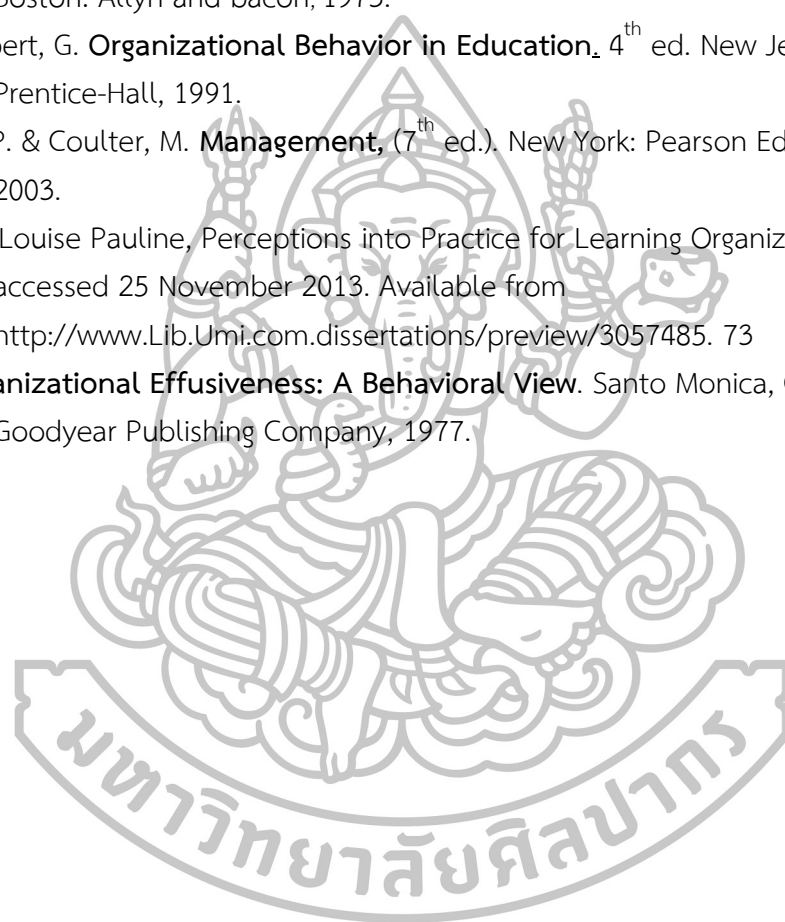 Boston: Allyn and bacon, 1975.
bert, G. Organizational Behavior in Education. 4th ed. New Je
Prentice-Hall, 1991.
P. & Coulter, M. Management, (7th ed.). New York: Pearson Ed
2003.
Louise Pauline, Perceptions into Practice for Learning Organiz
accessed 25 November 2013. Available from
http://www.Lib.Umi.com.dissertations/preview/3057485. 73
anizational Effusiveness: A Behavioral View. Santo Monica,
Goodyear Publishing Company, 1977.
มหาวิทยาลัยศิลปากร